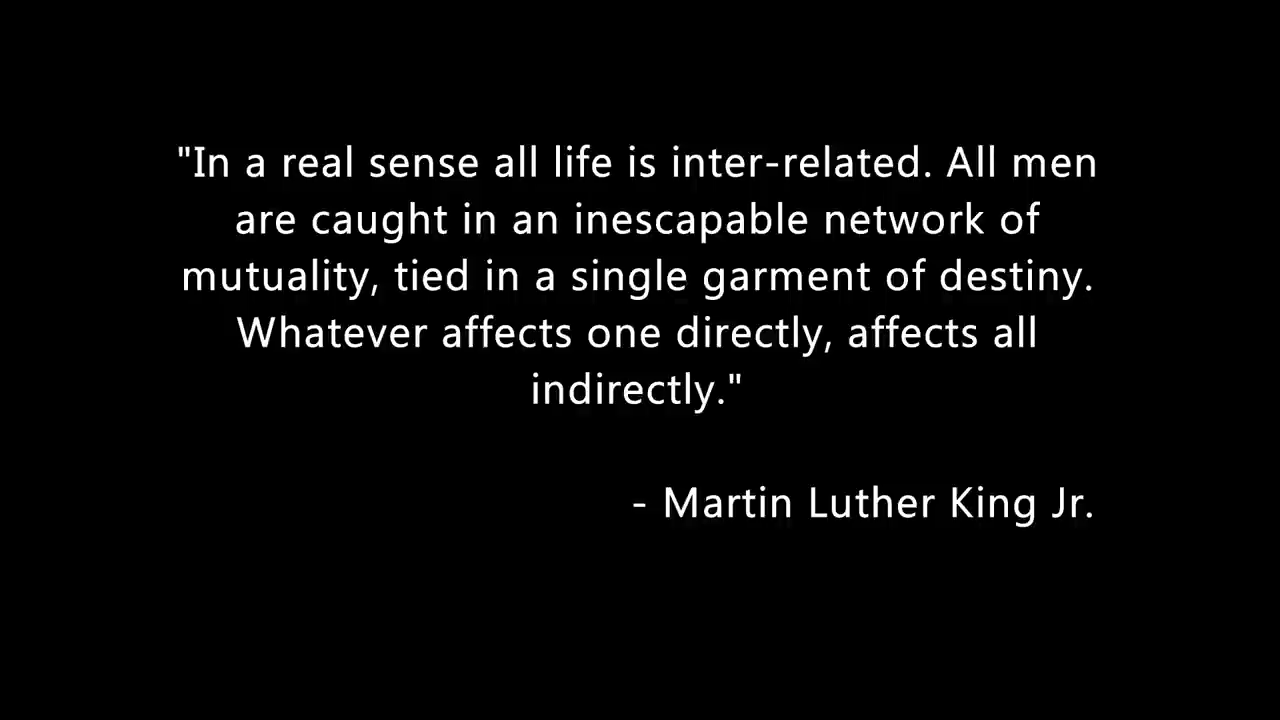 "In a real sense all life is inter-related. All men
are caught in an inescapable network of
mutuality, tied in a single garment of destiny.
Whatever affects one directly, affects all
indirectly."
- Martin Luther King Jr.